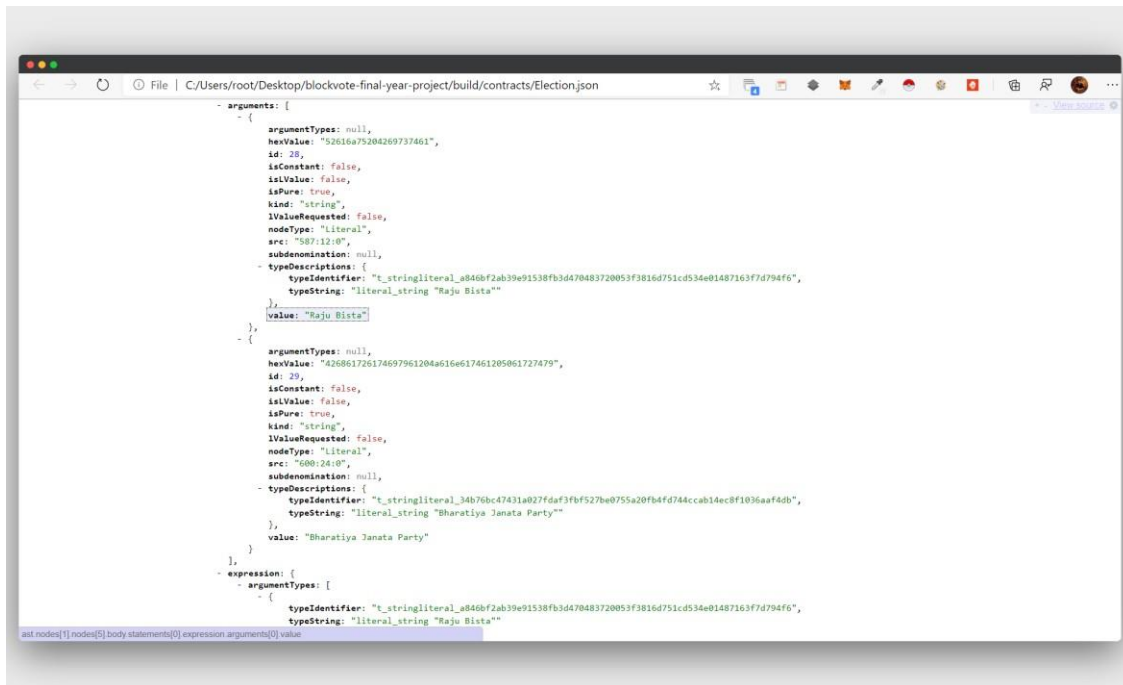 File | C:/Users/root/Desktop/blockvote-final-year-project/build/contracts/Election.json
View source
- arguments: [
- {
argumentTypes: null,
hexValue: "52616a75204269737461",
id: 28,
isConstant: false,
isLValue: false,
isPure: true,
kind: "string",
lValueRequested: false,
nodeType: "Literal",
src: "587:12:0",
subdenomination: null,
- typeDescriptions: {
typeIdentifier: "t_stringliteral_a846bf2ab39e91538fb3d470483720053f3816d751cd534e01487163f7d794f6",
typeString: "literal_string "Raju Bista""
},
value: "Raju Bista"
},
- {
argumentTypes: null,
hexValue: "426861726174697961204a616e617461205061727479",
id: 29,
isConstant: false,
isLValue: false,
isPure: true,
kind: "string",
lValueRequested: false,
nodeType: "Literal",
src: "600:24:0",
subdenomination: null,
- typeDescriptions: {
typeIdentifier: "t_stringliteral_34b76bc47431a027fdaf3fbf527be0755a20fb4fd744ccab14ec8f1036aaf4db",
typeString: "literal_string "Bharatiya Janata Party""
},
value: "Bharatiya Janata Party"
}
],
- expression: {
- argumentTypes: [
- {
typeIdentifier: "t_stringliteral_a846bf2ab39e91538fb3d470483720053f3816d751cd534e01487163f7d794f6",
typeString: "literal_string "Raju Bista""
ast.nodes[1].nodes[5].body.statements[0].expression.arguments[0].value